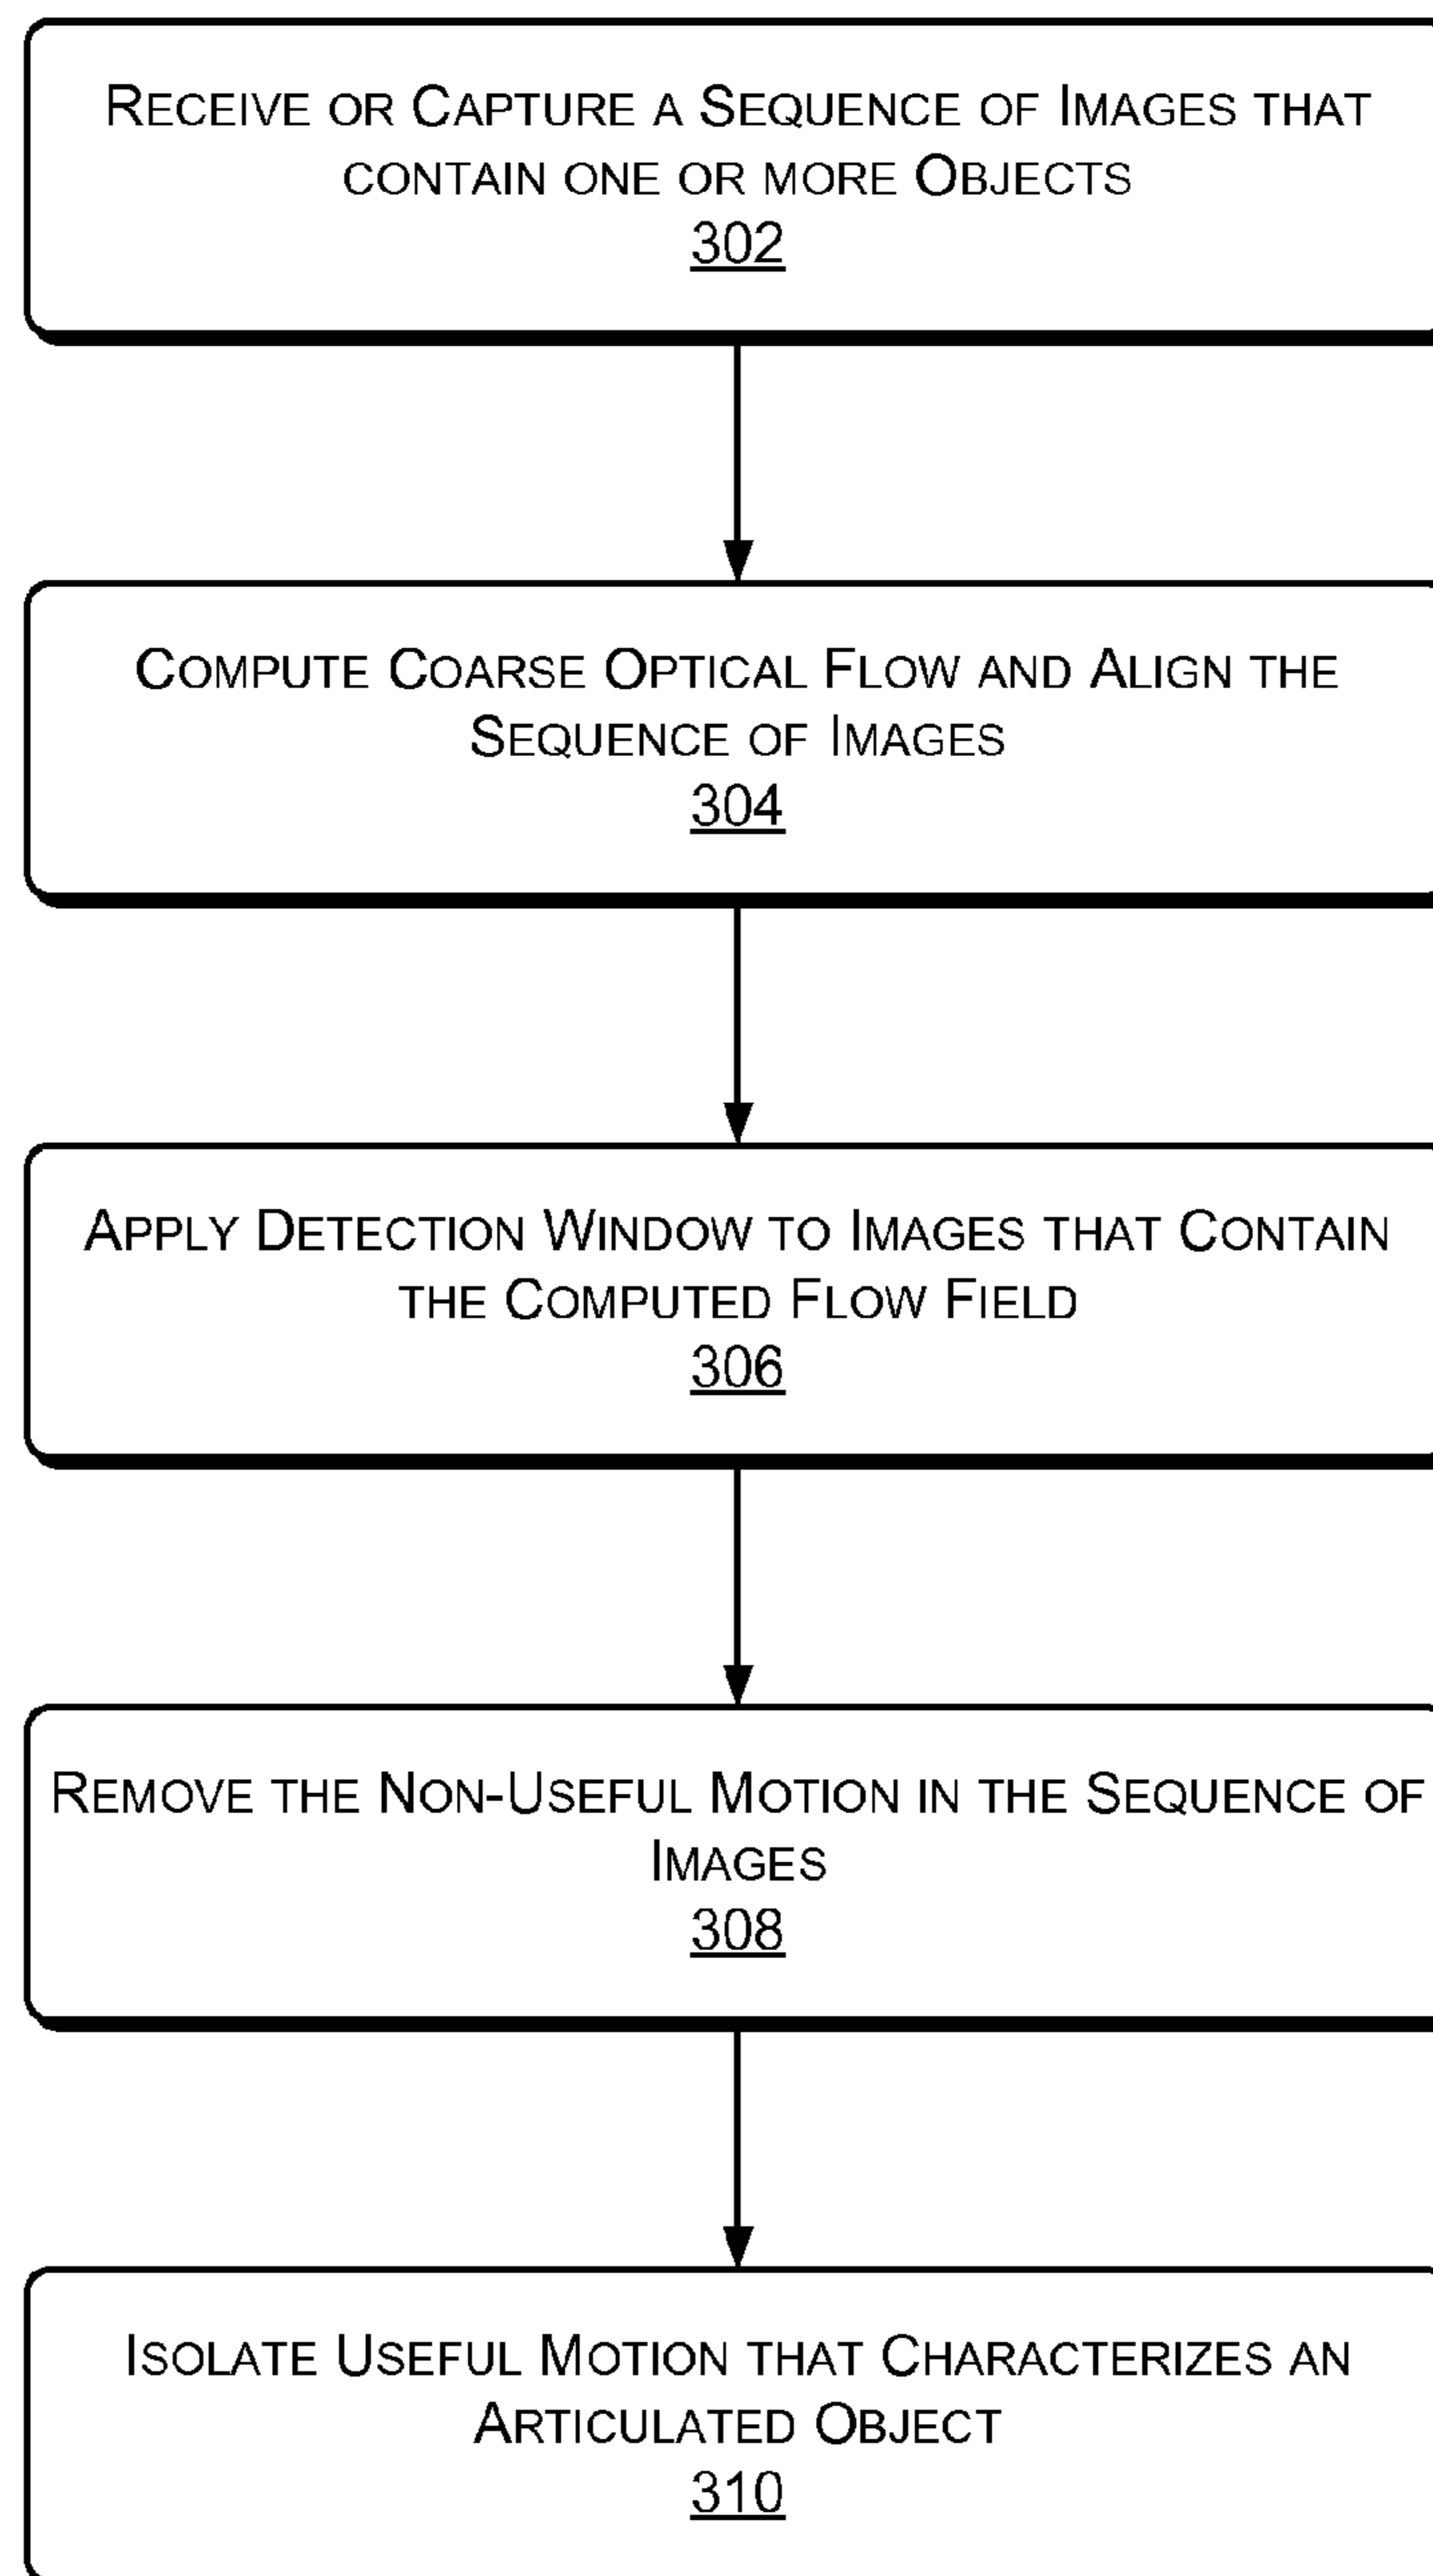 RECEIVE OR CAPTURE A SEQUENCE OF IMAGES THAT
CONTAIN ONE OR MORE OBJECTS
302
COMPUTE COARSE OPTICAL FLOW AND ALIGN THE
SEQUENCE OF IMAGES
304
APPLY DETECTION WINDOW TO IMAGES THAT CONTAIN
THE COMPUTED FLOW FIELD
306
REMOVE THE NON-USEFUL MOTION IN THE SEQUENCE OF
IMAGES
308
ISOLATE USEFUL MOTION THAT CHARACTERIZES AN
ARTICULATED OBJECT
310